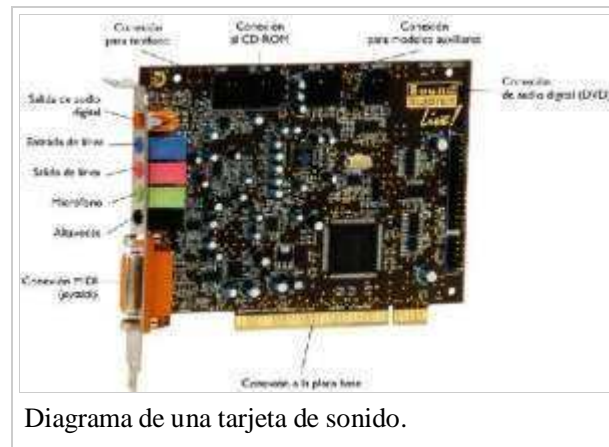 Conexión
para teléfono
Conexión
al CD-ROM
Conexión
para modelos auxiliares
Conexión
de audio digital (DVD)
Salida de audio
digital
Entrada de línea
Salida de línea
Micrófono
Altavoces
Conexión MIDI
(joystick)
Sound
Live!
Conexión a la placa base
Diagrama de una tarjeta de sonido.